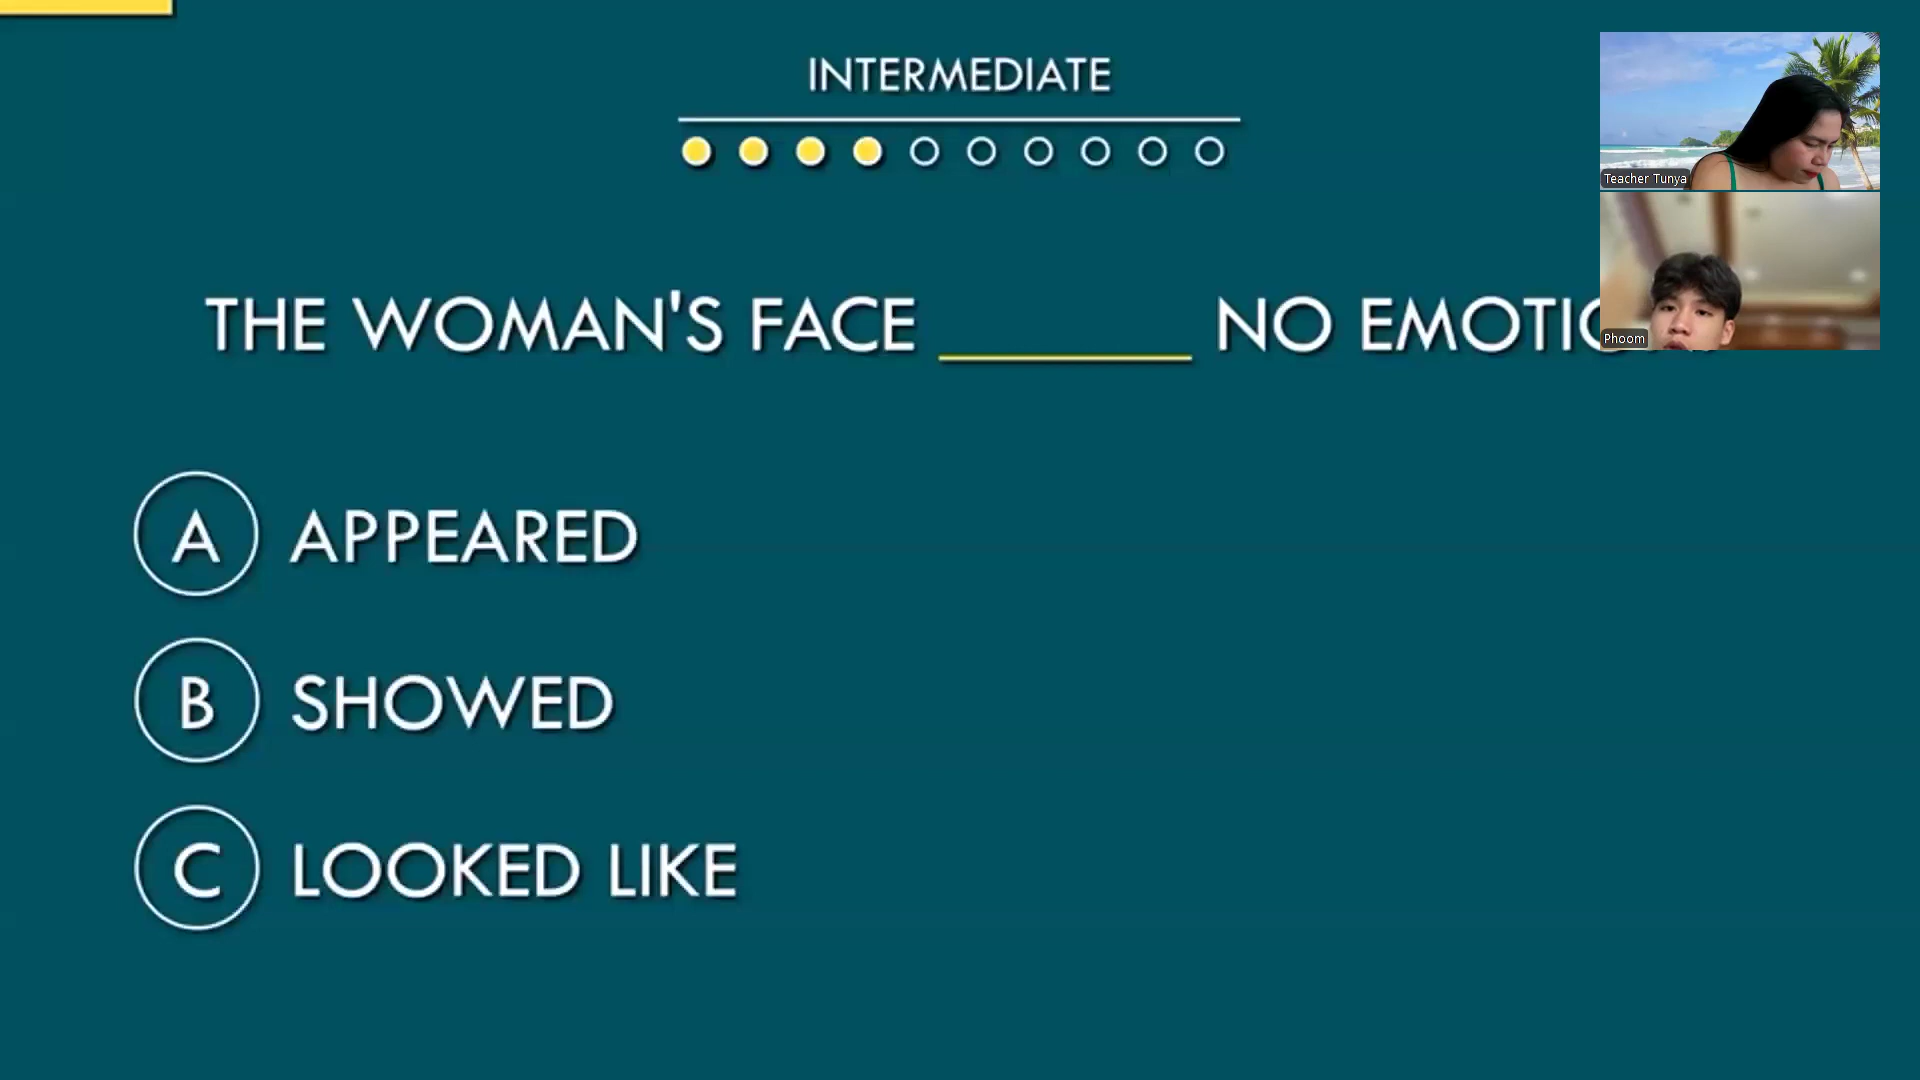 INTERMEDIATE
THE WOMAN'S FACE ______ NO EMOTIO
A APPEARED
B SHOWED
C LOOKED LIKE
Teacher Tunya
Phoom